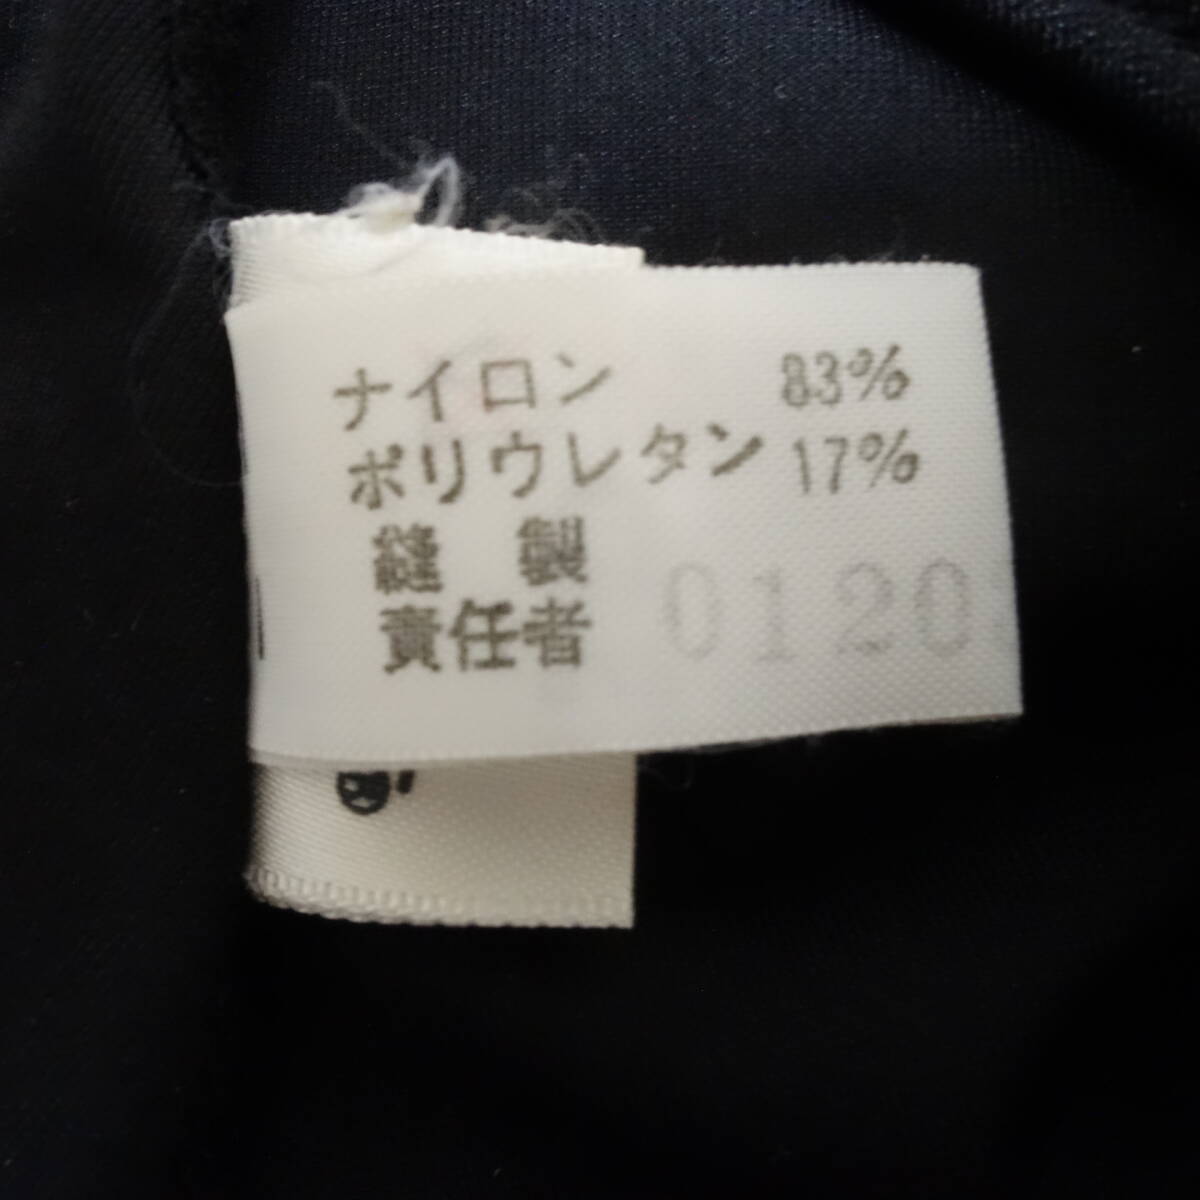 ナイロン 83%
ポリウレタン 17%
縫 製
責任者 0120